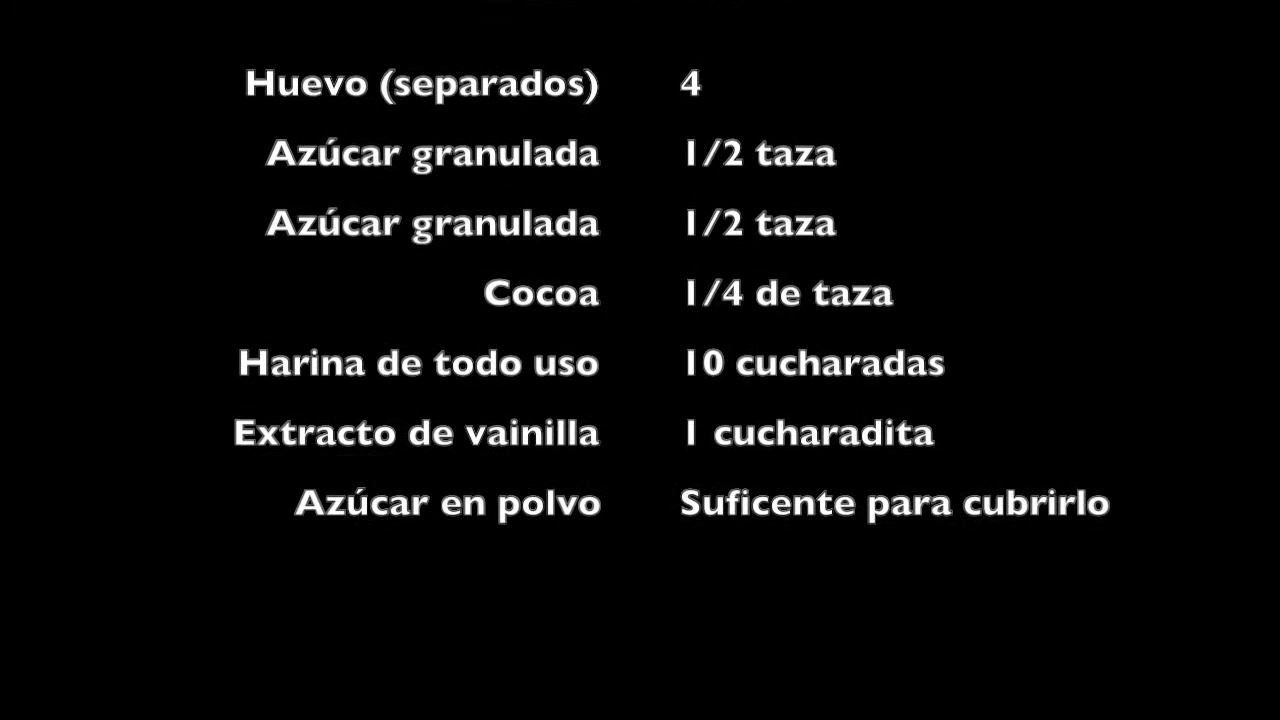 Huevo (separados) 4
Azúcar granulada 1/2 taza
Azúcar granulada 1/2 taza
Cocoa 1/4 de taza
Harina de todo uso 10 cucharadas
Extracto de vainilla 1 cucharadita
Azúcar en polvo Suficente para cubrirlo